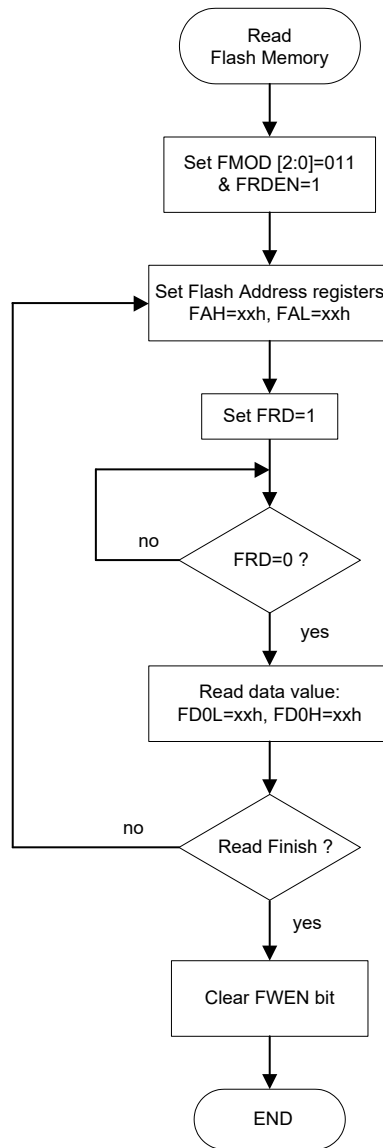 Read
Flash Memory
Set FMOD [2:0]=011
& FRDEN=1
Set Flash Address registers
FAH=xxh, FAL=xxh
Set FRD=1
no
FRD=0 ?
yes
Read data value:
FD0L=xxh, FD0H=xxh
no
Read Finish ?
yes
Clear FWEN bit
END